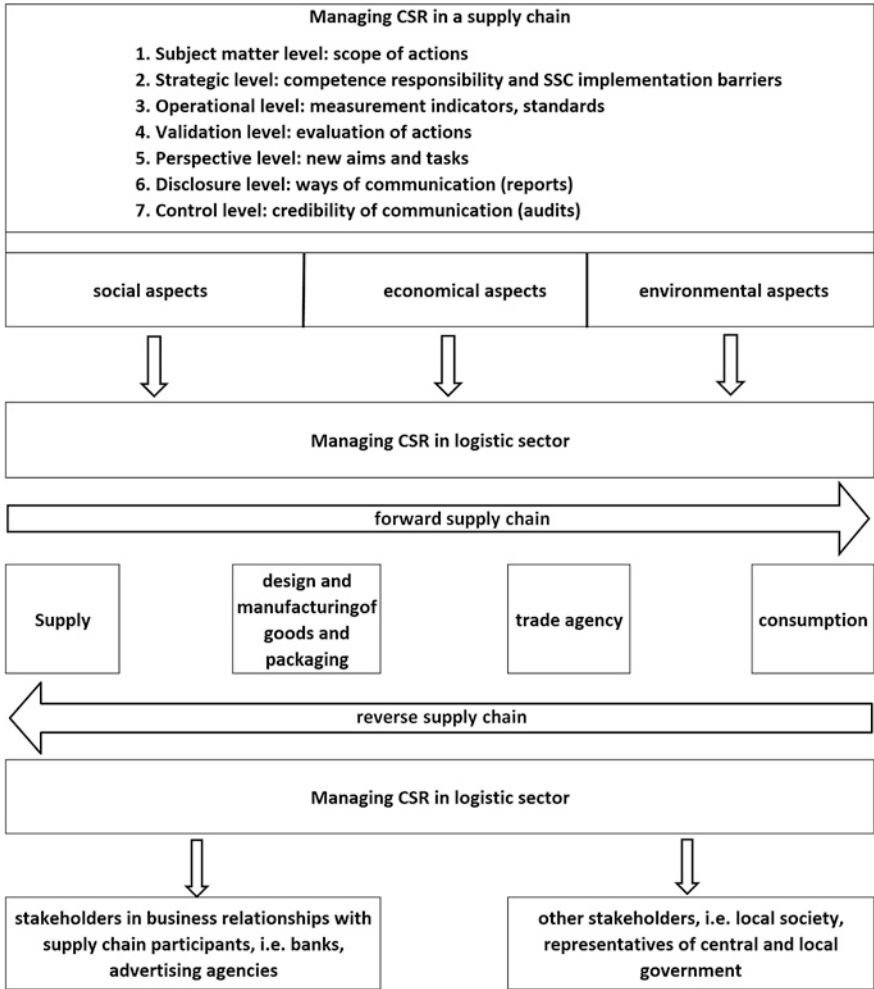 Managing CSR in a supply chain
1. Subject matter level: scope of actions
2. Strategic level: competence responsibility and SSC implementation barriers
3. Operational level: measurement indicators, standards
4. Validation level: evaluation of actions
5. Perspective level: new aims and tasks
6. Disclosure level: ways of communication (reports)
7. Control level: credibility of communication (audits)
social aspects
economical aspects
environmental aspects
Managing CSR in logistic sector
forward supply chain
Supply
design and
manufacturingof
goods and
packaging
trade agency
consumption
reverse supply chain
Managing CSR in logistic sector
stakeholders in business relationships with
supply chain participants, i.e. banks,
advertising agencies
other stakeholders, i.e. local society,
representatives of central and local
government